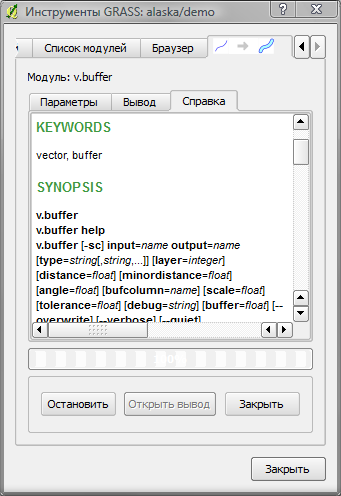 Инструменты GRASS: alaska/demo
Список модулей
Браузер
Модуль: v.buffer
Параметры
Вывод
Справка
KEYWORDS
vector, buffer
SYNOPSIS
v.buffer
v.buffer help
v.buffer [-sc] input=name output=name
[type=string[,string,...]] [layer=integer]
[distance=float] [minordistance=float]
[angle=float] [bufcolumn=name] [scale=float]
[tolerance=float] [debug=string] [buffer=float] [--
overwrite] [--verbose] [--quiet]
Остановить
Открыть вывод
Закрыть
Закрыть